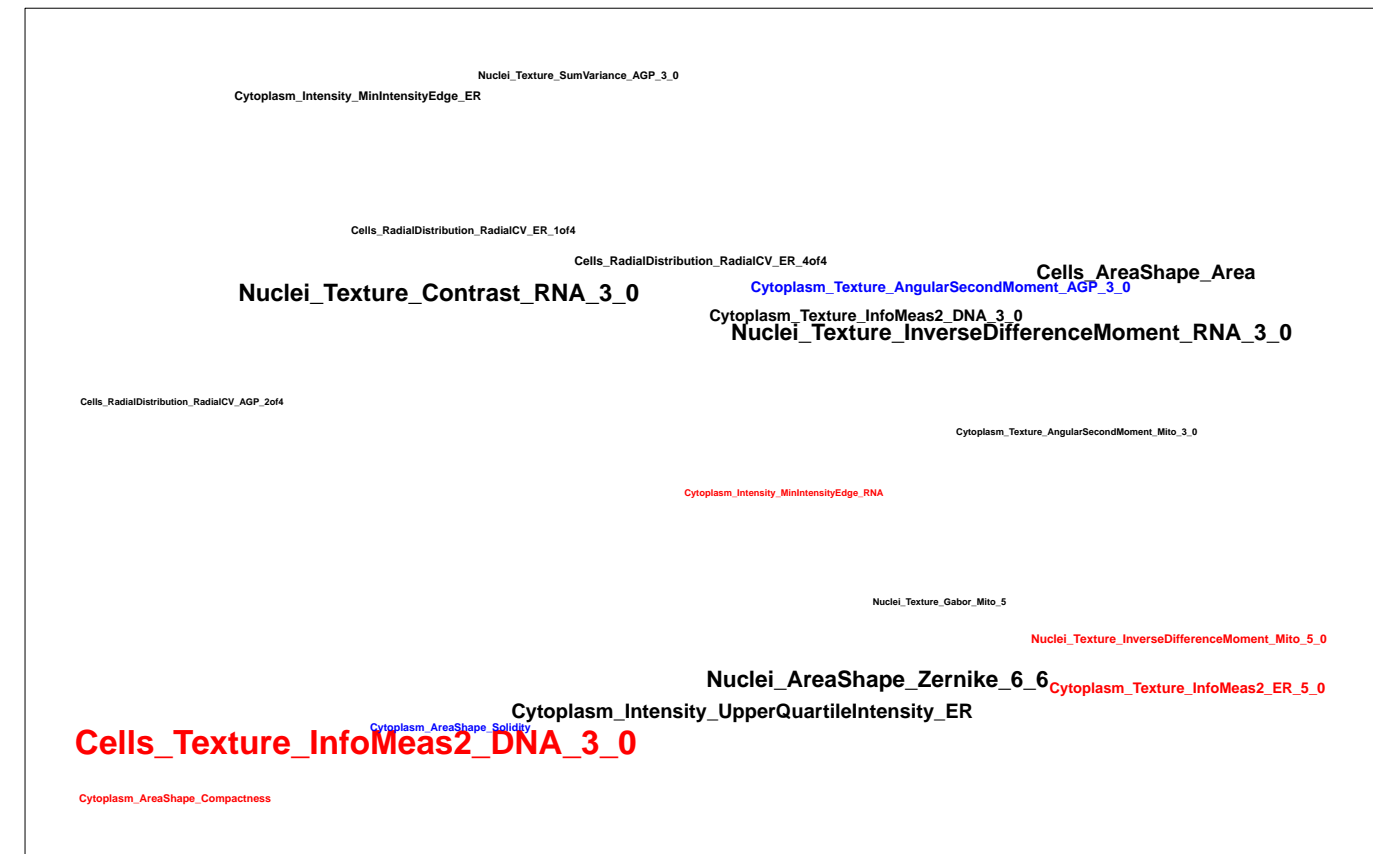 Nuclei_Texture_SumVariance_AGP_3_0
Cytoplasm_Intensity_MinIntensityEdge_ER
Cells_RadialDistribution_RadialCV_ER_1of4
Cells_RadialDistribution_RadialCV_ER_4of4
Cells_AreaShape_Area
Cytoplasm_Texture_AngularSecondMoment_AGP_3_0
Nuclei_Texture_Contrast_RNA_3_0
Cytoplasm_Texture_InfoMeas2_DNA_3_0
Nuclei_Texture_InverseDifferenceMoment_RNA_3_0
Cells_RadialDistribution_RadialCV_AGP_2of4
Cytoplasm_Texture_AngularSecondMoment_Mito_3_0
Cytoplasm_Intensity_MinIntensityEdge_RNA
Nuclei_Texture_Gabor_Mito_5
Nuclei_Texture_InverseDifferenceMoment_Mito_5_0
Nuclei_AreaShape_Zernike_6_6
Cytoplasm_Texture_InfoMeas2_ER_5_0
Cytoplasm_Intensity_UpperQuartileIntensity_ER
Cytoplasm_AreaShape_Solidity
Cells_Texture_InfoMeas2_DNA_3_0
Cytoplasm_AreaShape_Compactness